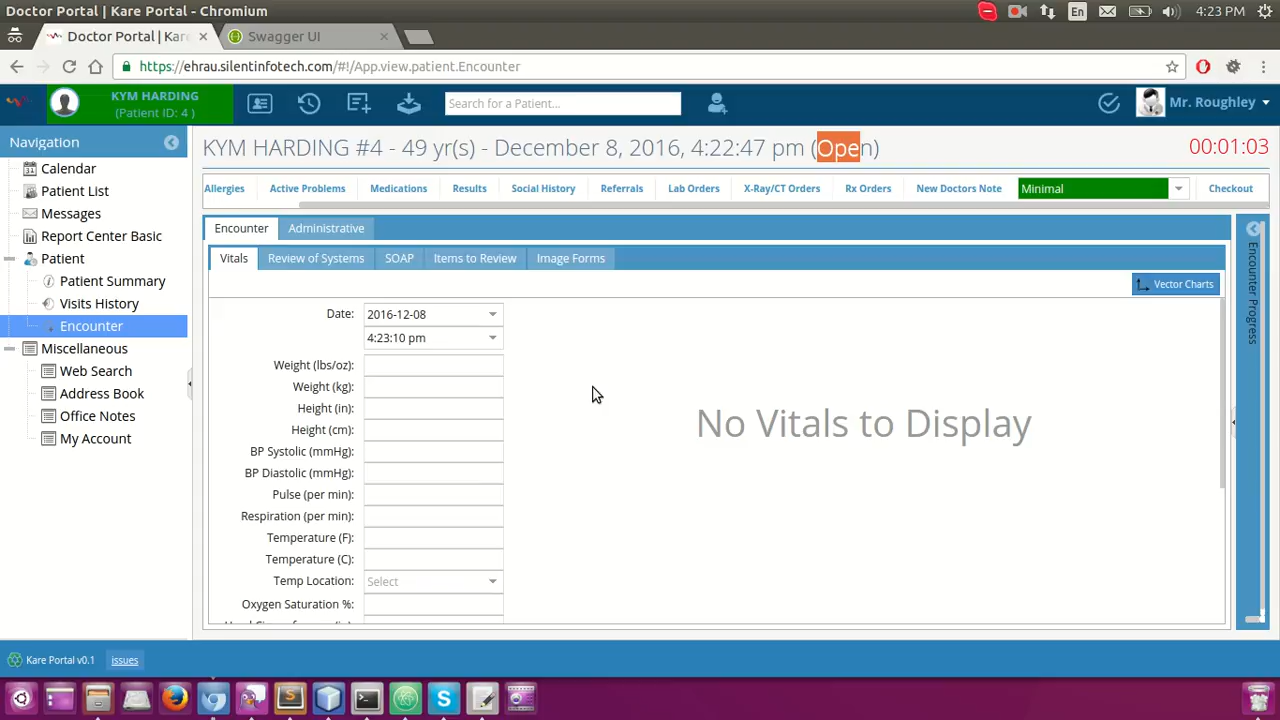 Doctor Portal | Kare Portal - Chromium
En
4:23 PM
Doctor Portal | Kare
Swagger UI
https://ehrau.silentinfotech.com/#!/App.view.patient.Encounter
KYM HARDING
(Patient ID: 4 )
Search for a Patient...
Mr. Roughley
Navigation
Calendar
Patient List
Messages
Report Center Basic
Patient
Patient Summary
Visits History
Encounter
Miscellaneous
Web Search
Address Book
Office Notes
My Account
KYM HARDING #4 - 49 yr(s) - December 8, 2016, 4:22:47 pm (Open)
00:01:03
Allergies
Active Problems
Medications
Results
Social History
Referrals
Lab Orders
X-Ray/CT Orders
Rx Orders
New Doctors Note
Minimal
Checkout
Encounter
Administrative
Vitals
Review of Systems
SOAP
Items to Review
Image Forms
Vector Charts
Date:
2016-12-08
4:23:10 pm
Weight (lbs/oz):
Weight (kg):
Height (in):
Height (cm):
BP Systolic (mmHg):
BP Diastolic (mmHg):
Pulse (per min):
Respiration (per min):
Temperature (F):
Temperature (C):
Temp Location:
Select
Oxygen Saturation %:
No Vitals to Display
Encounter Progress
Kare Portal v0.1
issues